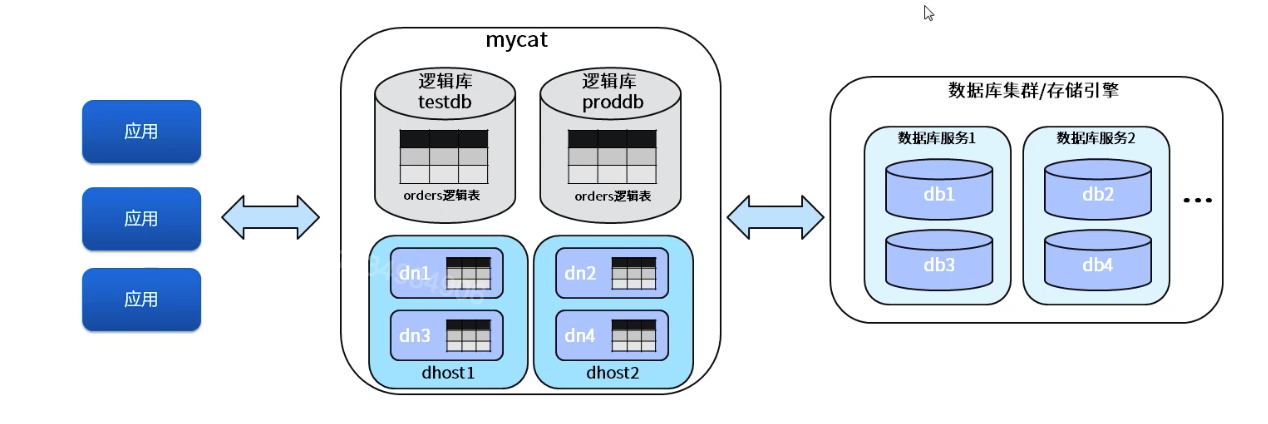 应用
应用
应用
mycat
逻辑库
testdb
orders逻辑表
逻辑库
proddb
orders逻辑表
dn1
dn3
dhost1
dn2
dn4
dhost2
数据库集群/存储引擎
数据库服务1
db1
db3
数据库服务2
db2
db4
...